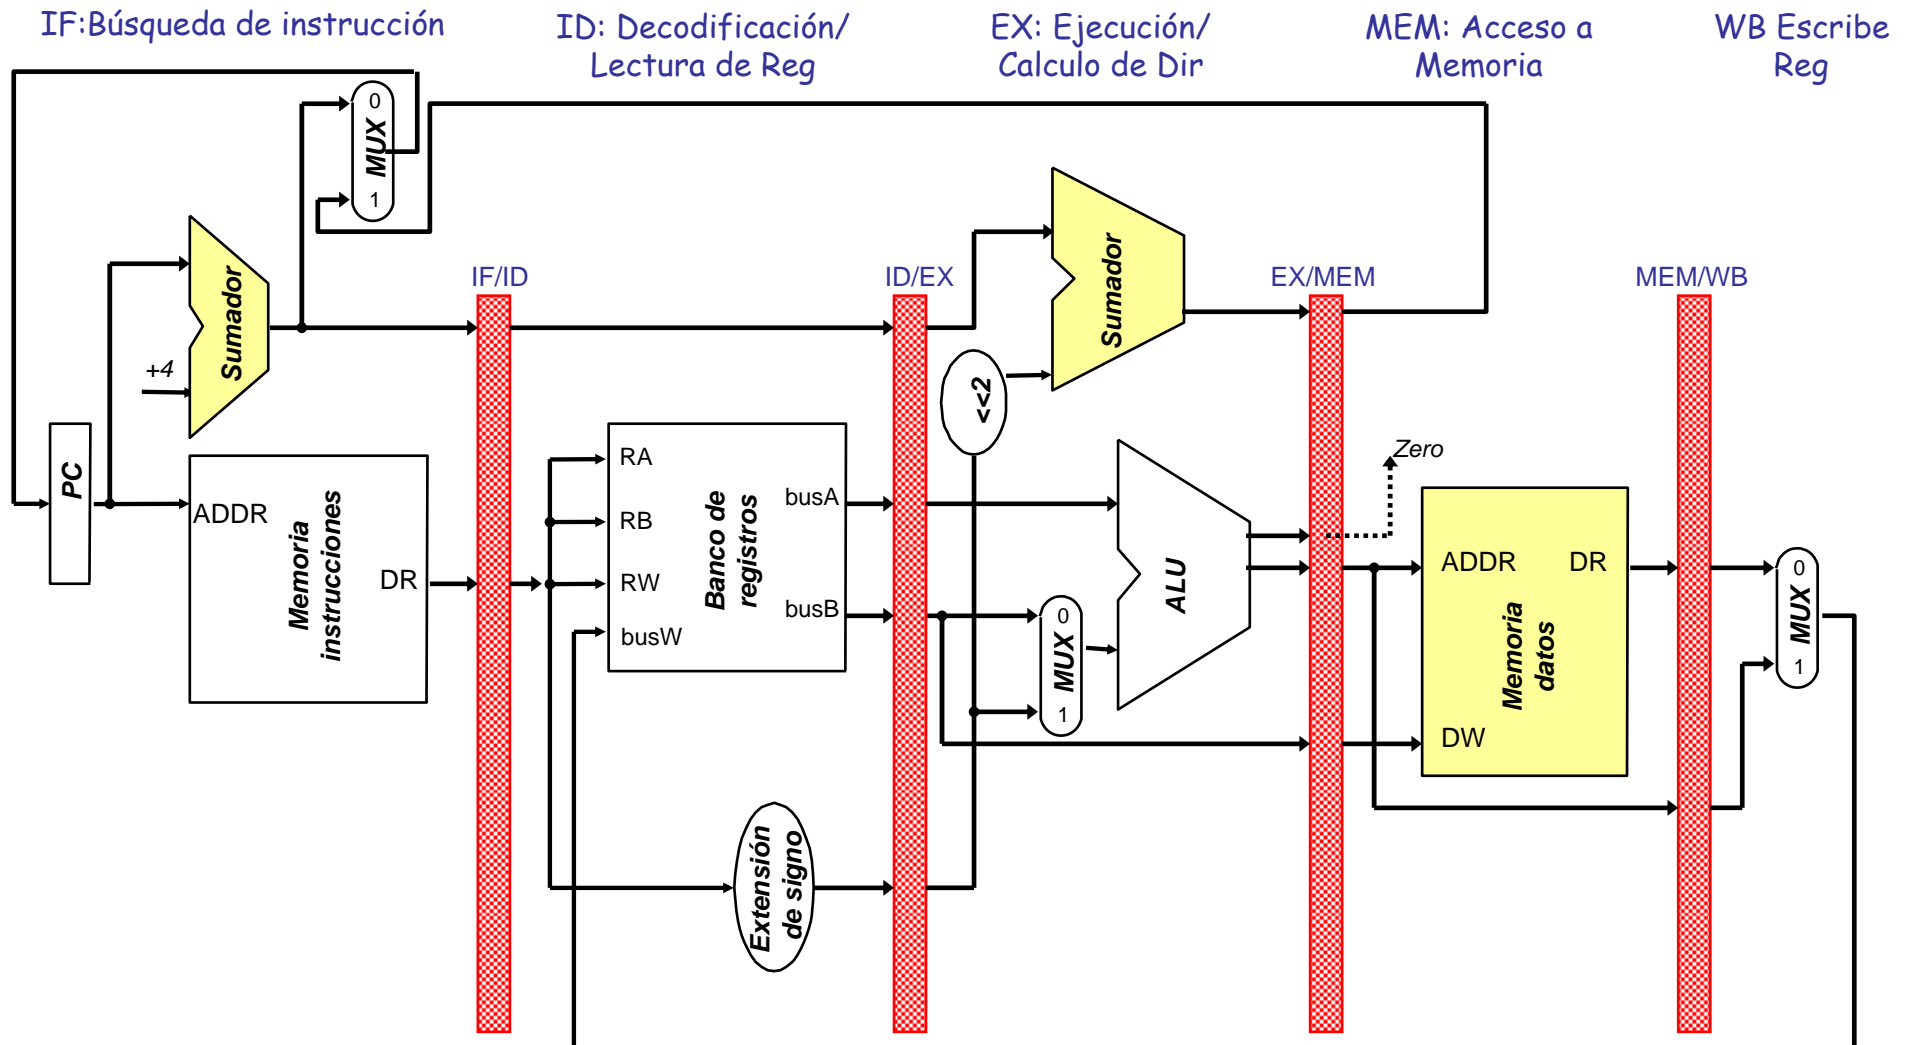 IF:Búsqueda de instrucción
ID: Decodificación/
Lectura de Reg
EX: Ejecución/
Calculo de Dir
MEM: Acceso a
Memoria
WB Escribe
Reg
0
MUX
1
Sumador
+4
IF/ID
ID/EX
Sumador
EX/MEM
MEM/WB
<<2
PC
ADDR
Memoria
instrucciones
DR
RA
RB
RW
busW
Banco de
registros
busA
busB
0
MUX
1
ALU
Zero
ADDR
DR
Memoria
datos
DW
0
MUX
1
Extensión
de signo